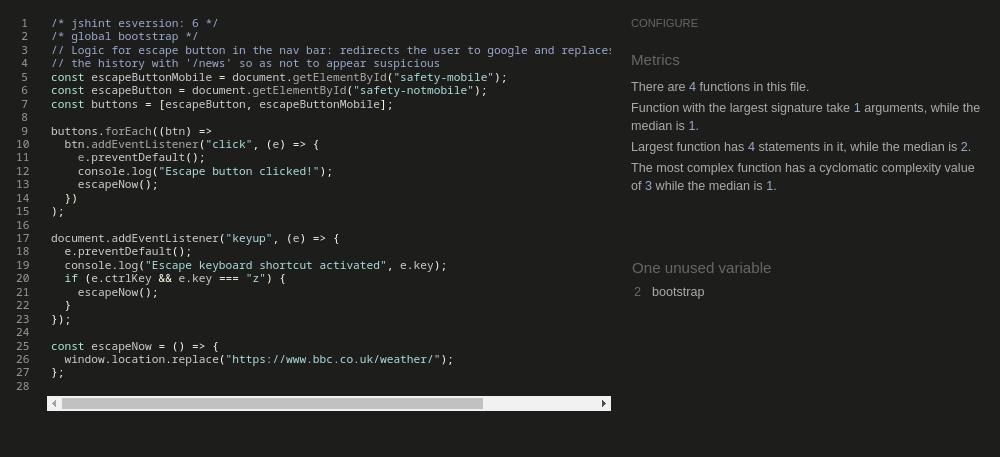 1 /* jshint esversion: 6 */
2 /* global bootstrap */
3 // Logic for escape button in the nav bar: redirects the user to google and replaces
4 // the history with '/news' so as not to appear suspicious
5 const escapeButtonMobile = document.getElementById("safety-mobile");
6 const escapeButton = document.getElementById("safety-notmobile");
7 const buttons = [escapeButton, escapeButtonMobile];
8
9 buttons.forEach((btn) =>
10 btn.addEventListener("click", (e) => {
11 e.preventDefault();
12 console.log("Escape button clicked!");
13 escapeNow();
14 })
15 );
16
17 document.addEventListener("keyup", (e) => {
18 e.preventDefault();
19 console.log("Escape keyboard shortcut activated", e.key);
20 if (e.ctrlKey && e.key === "z") {
21 escapeNow();
22 }
23 });
24
25 const escapeNow = () => {
26 window.location.replace("https://www.bbc.co.uk/weather/");
27 };
28
CONFIGURE
Metrics
There are 4 functions in this file.
Function with the largest signature take 1 arguments, while the
median is 1.
Largest function has 4 statements in it, while the median is 2.
The most complex function has a cyclomatic complexity value
of 3 while the median is 1.
One unused variable
2 bootstrap